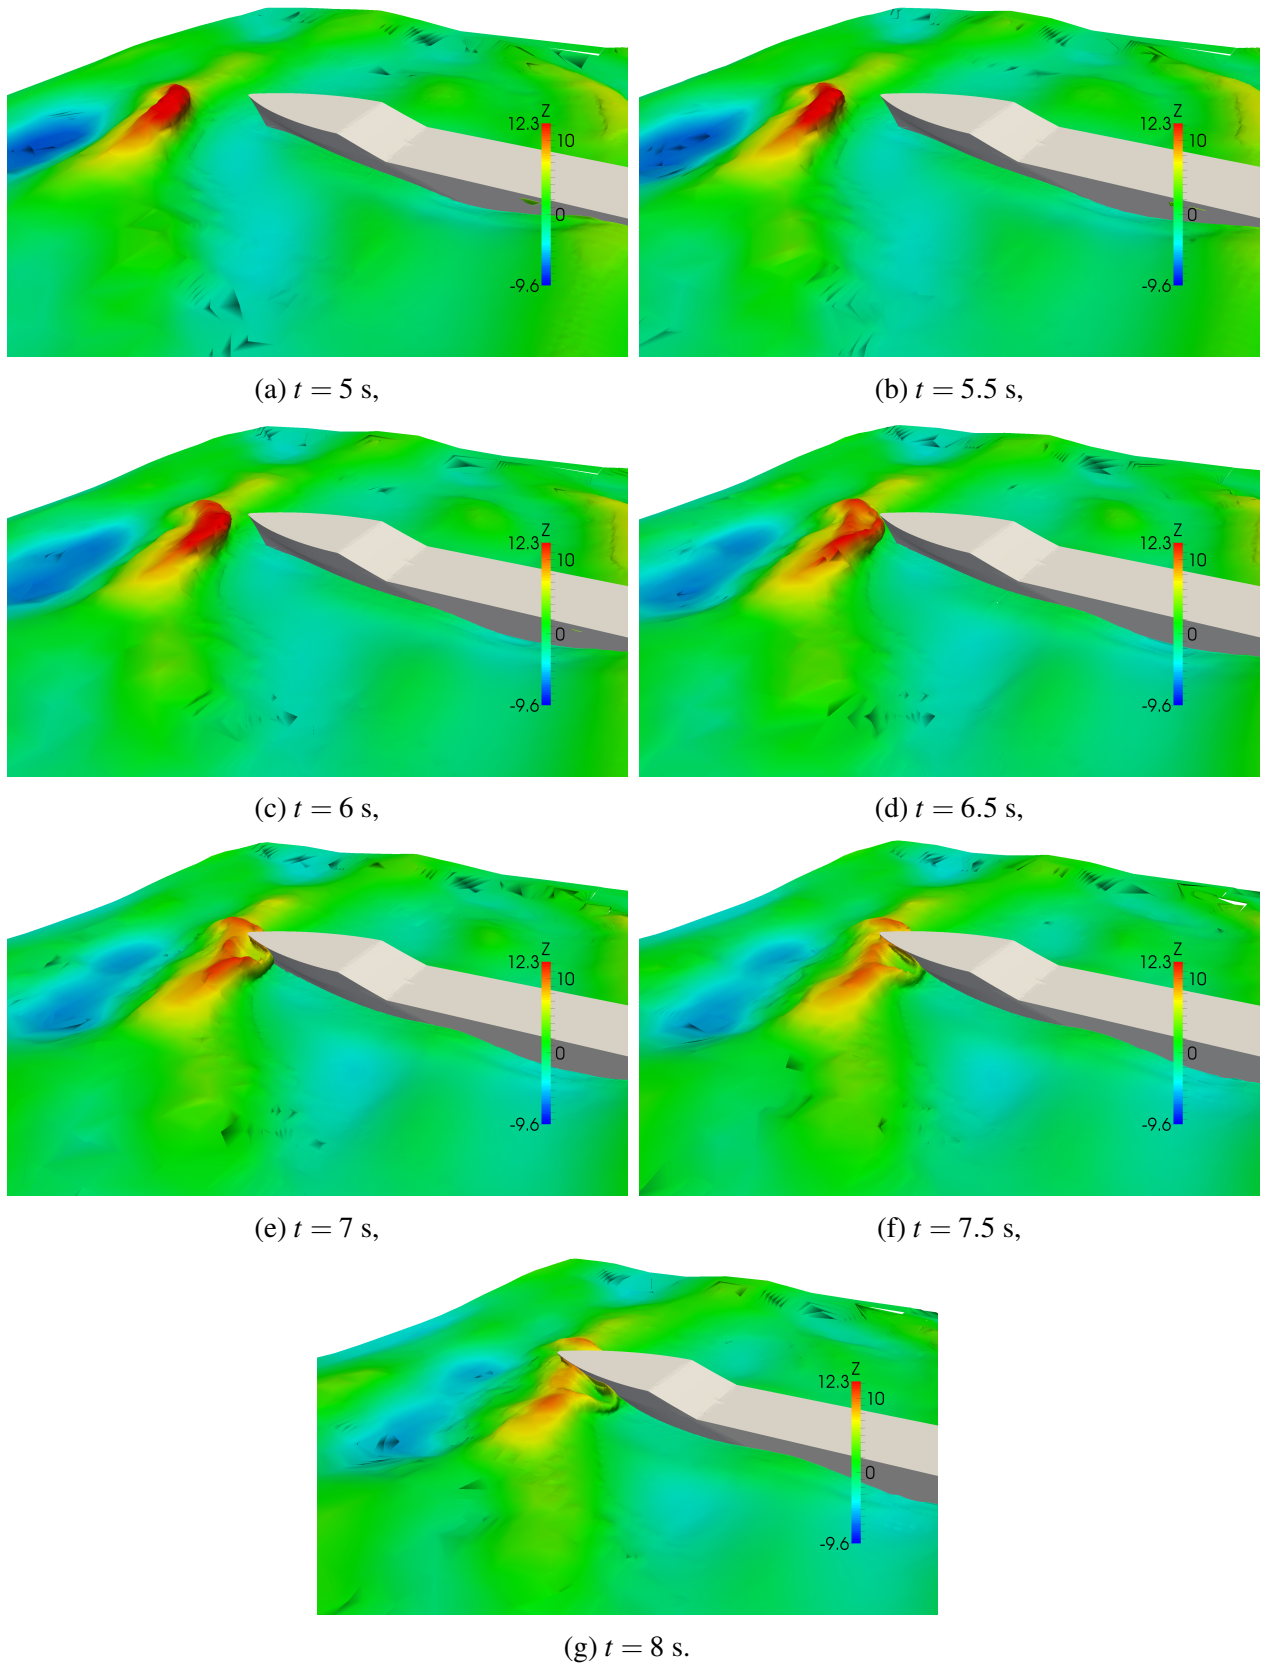 Z
12.3
10
0
-9.6
Z
12.3
10
0
-9.6
(a) t = 5 s,
(b) t = 5.5 s,
Z
12.3
10
0
-9.6
Z
12.3
10
0
-9.6
(c) t = 6 s,
(d) t = 6.5 s,
Z
12.3
10
0
-9.6
Z
12.3
10
0
-9.6
(e) t = 7 s,
(f) t = 7.5 s,
Z
12.3
10
0
-9.6
(g) t = 8 s.